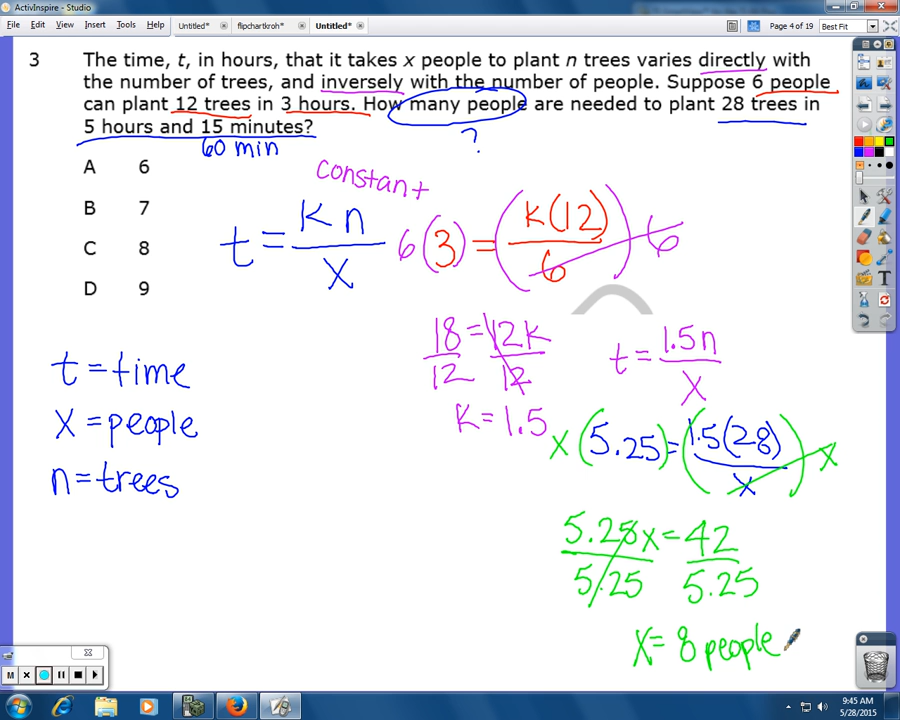 ActivInspire - Studio
File Edit View Insert Tools Help
Untitled* flipchartkroh* Untitled*
Page 4 of 19 Best Fit
3 The time, t, in hours, that it takes x people to plant n trees varies directly with
the number of trees, and inversely with the number of people. Suppose 6 people
can plant 12 trees in 3 hours. How many people are needed to plant 28 trees in
5 hours and 15 minutes?
60 min
?
A 6
B 7
C 8
D 9
constant
t = Kn/X
6(3) = (K(12)/6) 6
18 = 12K
12 12
K = 1.5
t = 1.5n/X
t = time
X = people
n = trees
X(5.25) = (1.5(28)/X) X
5.25X = 42
5.25 5.25
X = 8 people
9:45 AM
5/28/2015